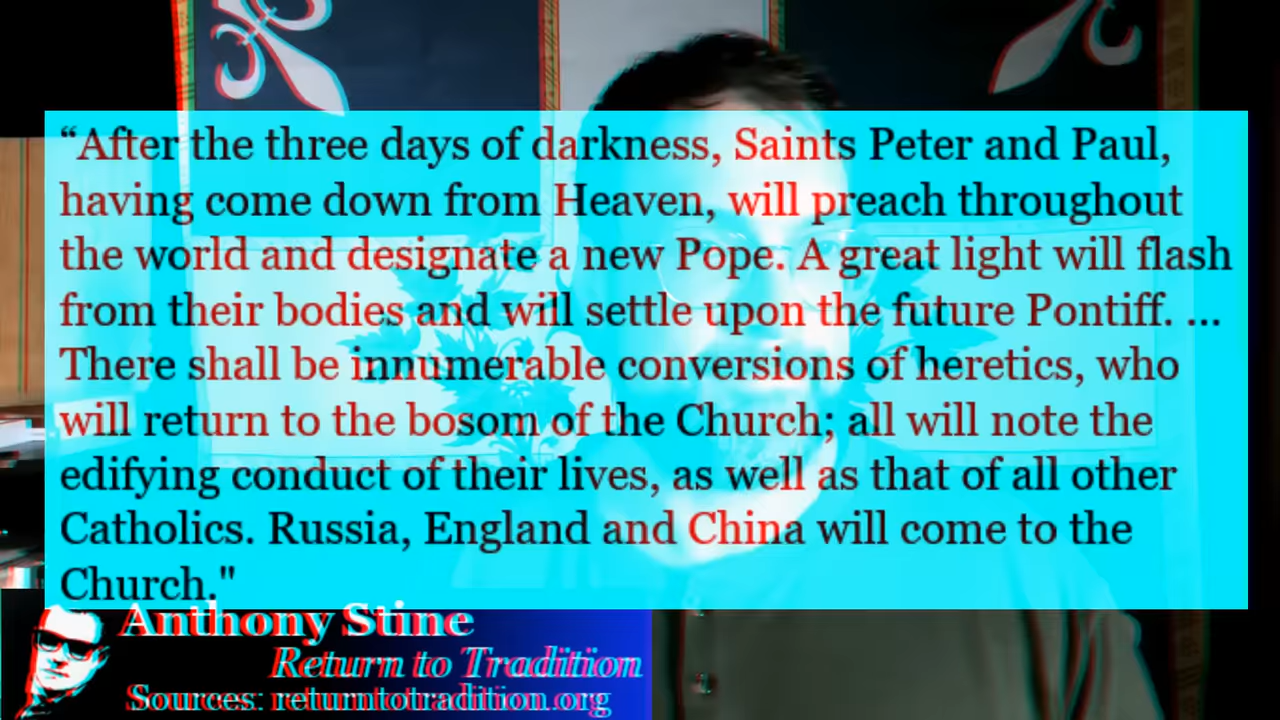 “After the three days of darkness, Saints Peter and Paul,
having come down from Heaven, will preach throughout
the world and designate a new Pope. A great light will flash
from their bodies and will settle upon the future Pontiff. ...
There shall be innumerable conversions of heretics, who
will return to the bosom of the Church; all will note the
edifying conduct of their lives, as well as that of all other
Catholics. Russia, England and China will come to the
Church."
Anthony Stine
Return to Tradition
Sources: returntotradition.org